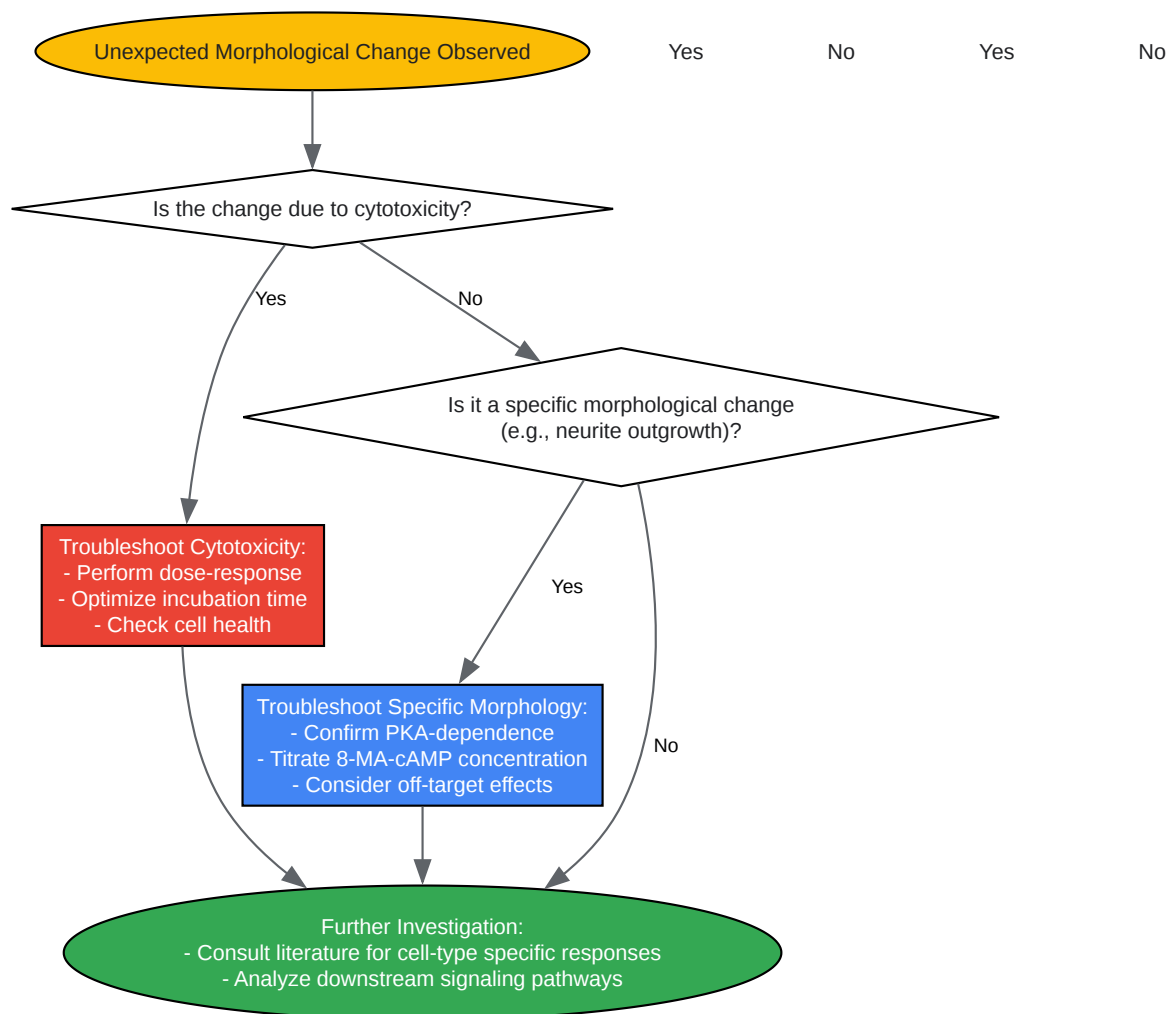 Unexpected Morphological Change Observed
Yes
No
Yes
No
Is the change due to cytotoxicity?
Yes
No
Is it a specific morphological change
(e.g., neurite outgrowth)?
Troubleshoot Cytotoxicity:
- Perform dose-response
- Optimize incubation time
- Check cell health
Yes
Troubleshoot Specific Morphology:
- Confirm PKA-dependence
- Titrate 8-MA-cAMP concentration
- Consider off-target effects
No
Further Investigation:
- Consult literature for cell-type specific responses
- Analyze downstream signaling pathways